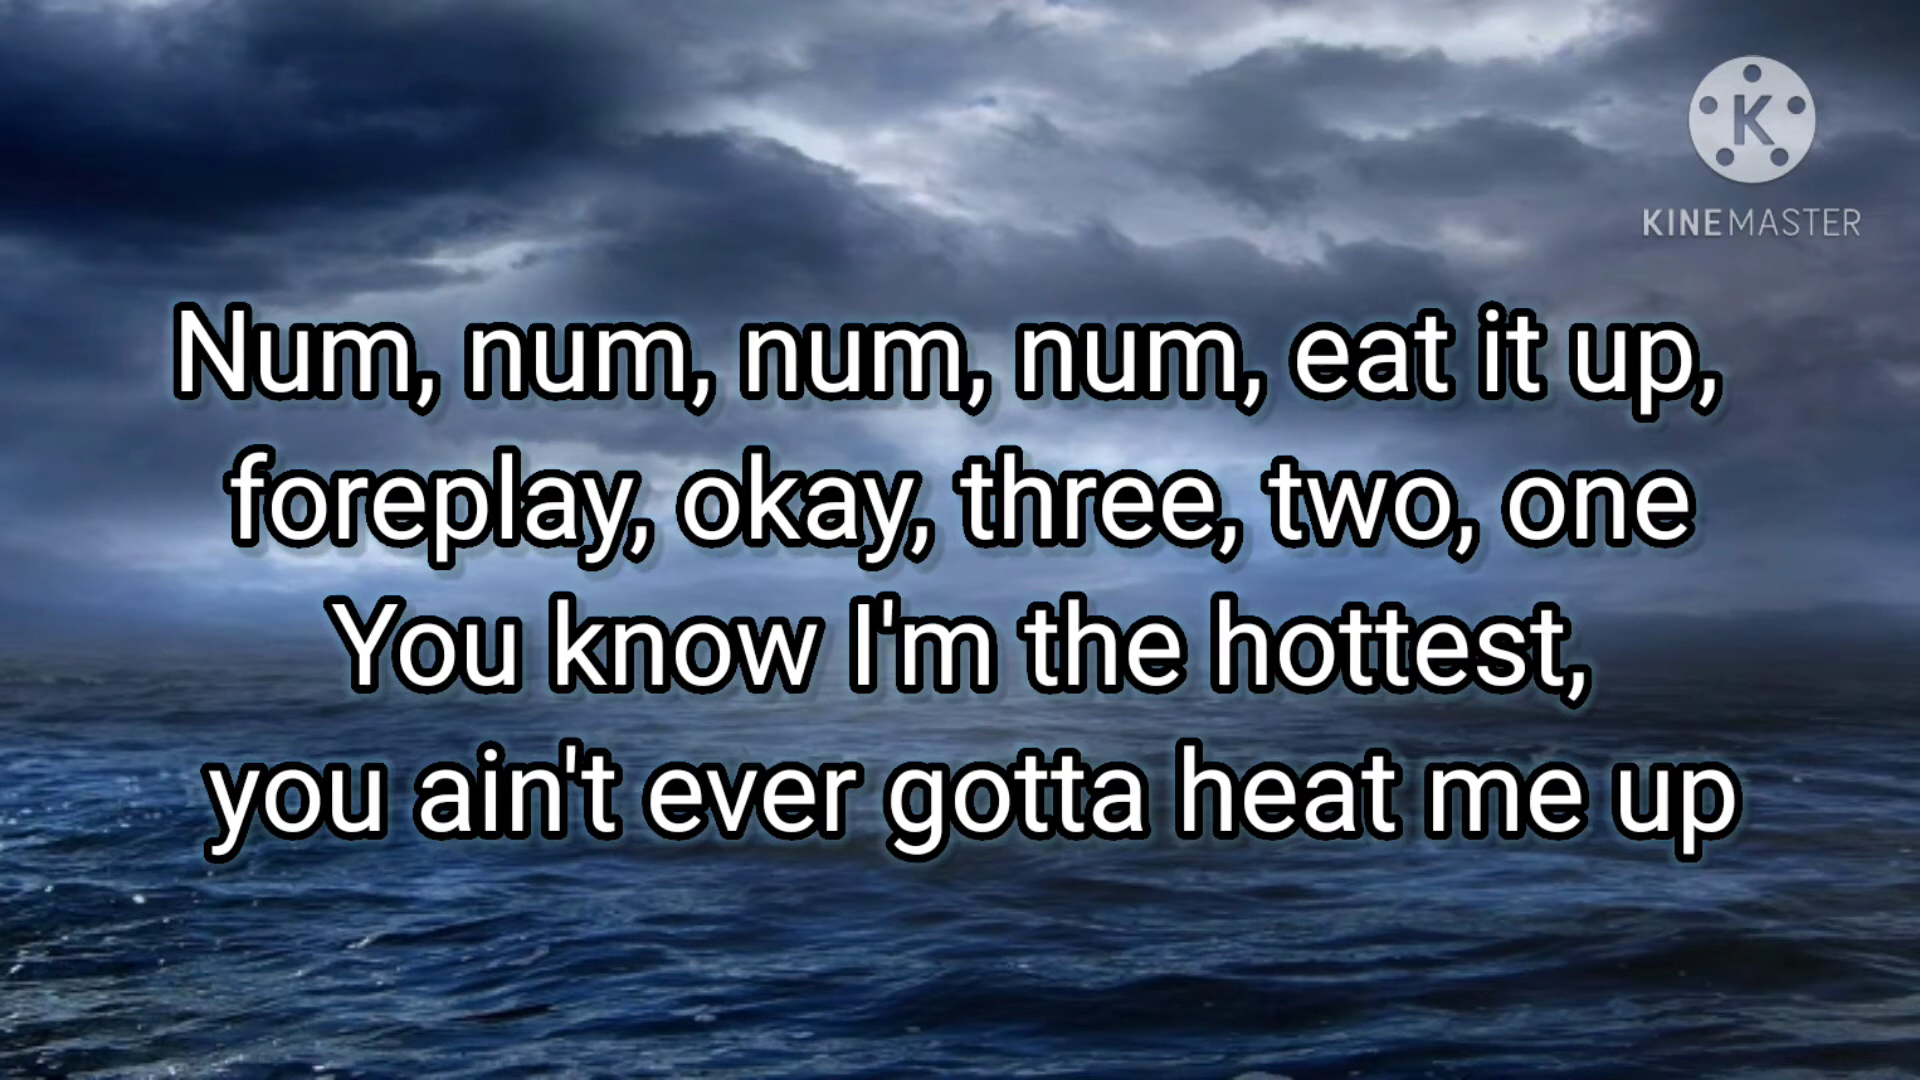 K
KINEMASTER
Num, num, num, num, eat it up,
foreplay, okay, three, two, one
You know I'm the hottest,
you ain't ever gotta heat me up